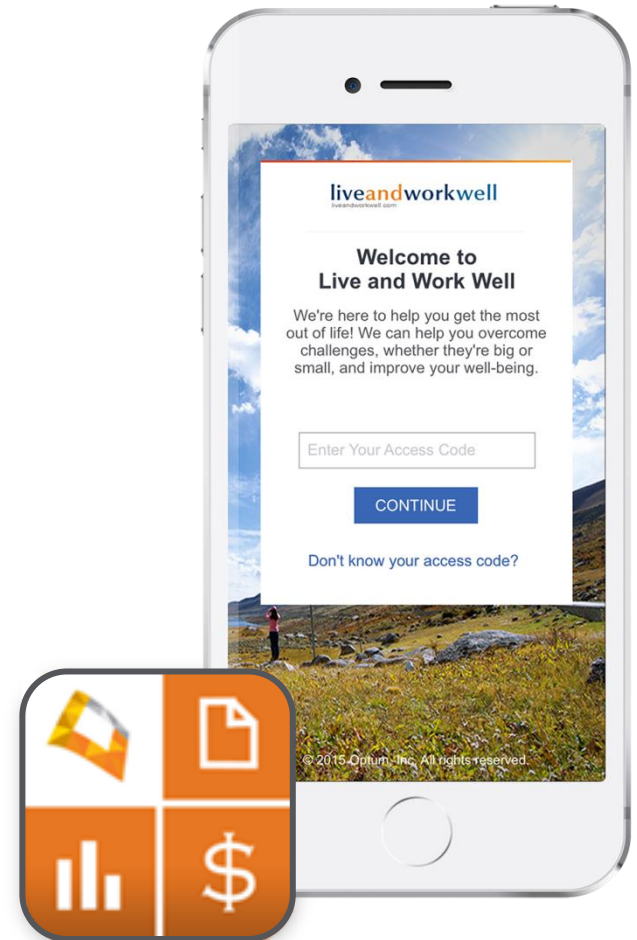 liveandworkwell
liveandworkwell.com
Welcome to
Live and Work Well
We're here to help you get the most
out of life! We can help you overcome
challenges, whether they're big or
small, and improve your well-being.
Enter Your Access Code
CONTINUE
Don't know your access code?
© 2015 Optum, Inc. All rights reserved.
$